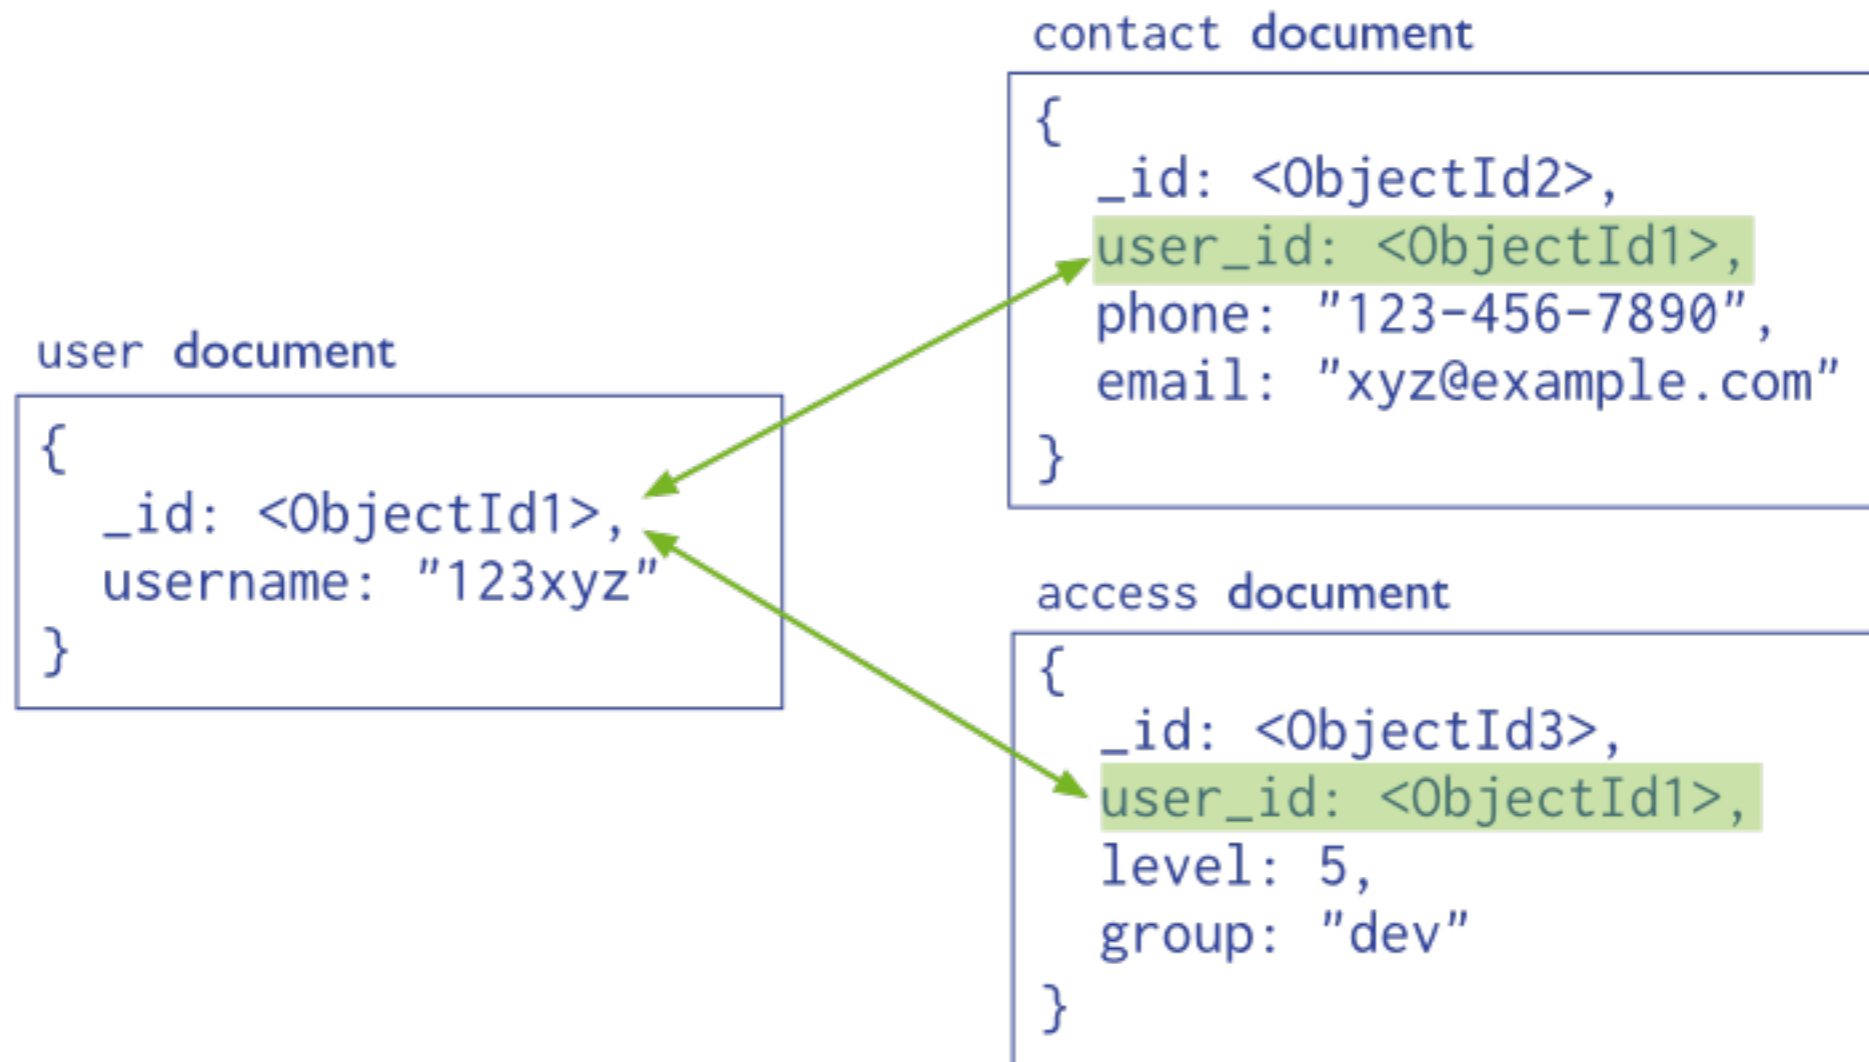 user document
{
_id: <ObjectId1>,
username: "123xyz"
}
contact document
{
_id: <ObjectId2>,
user_id: <ObjectId1>,
phone: "123-456-7890",
email: "xyz@example.com"
}
access document
{
_id: <ObjectId3>,
user_id: <ObjectId1>,
level: 5,
group: "dev"
}